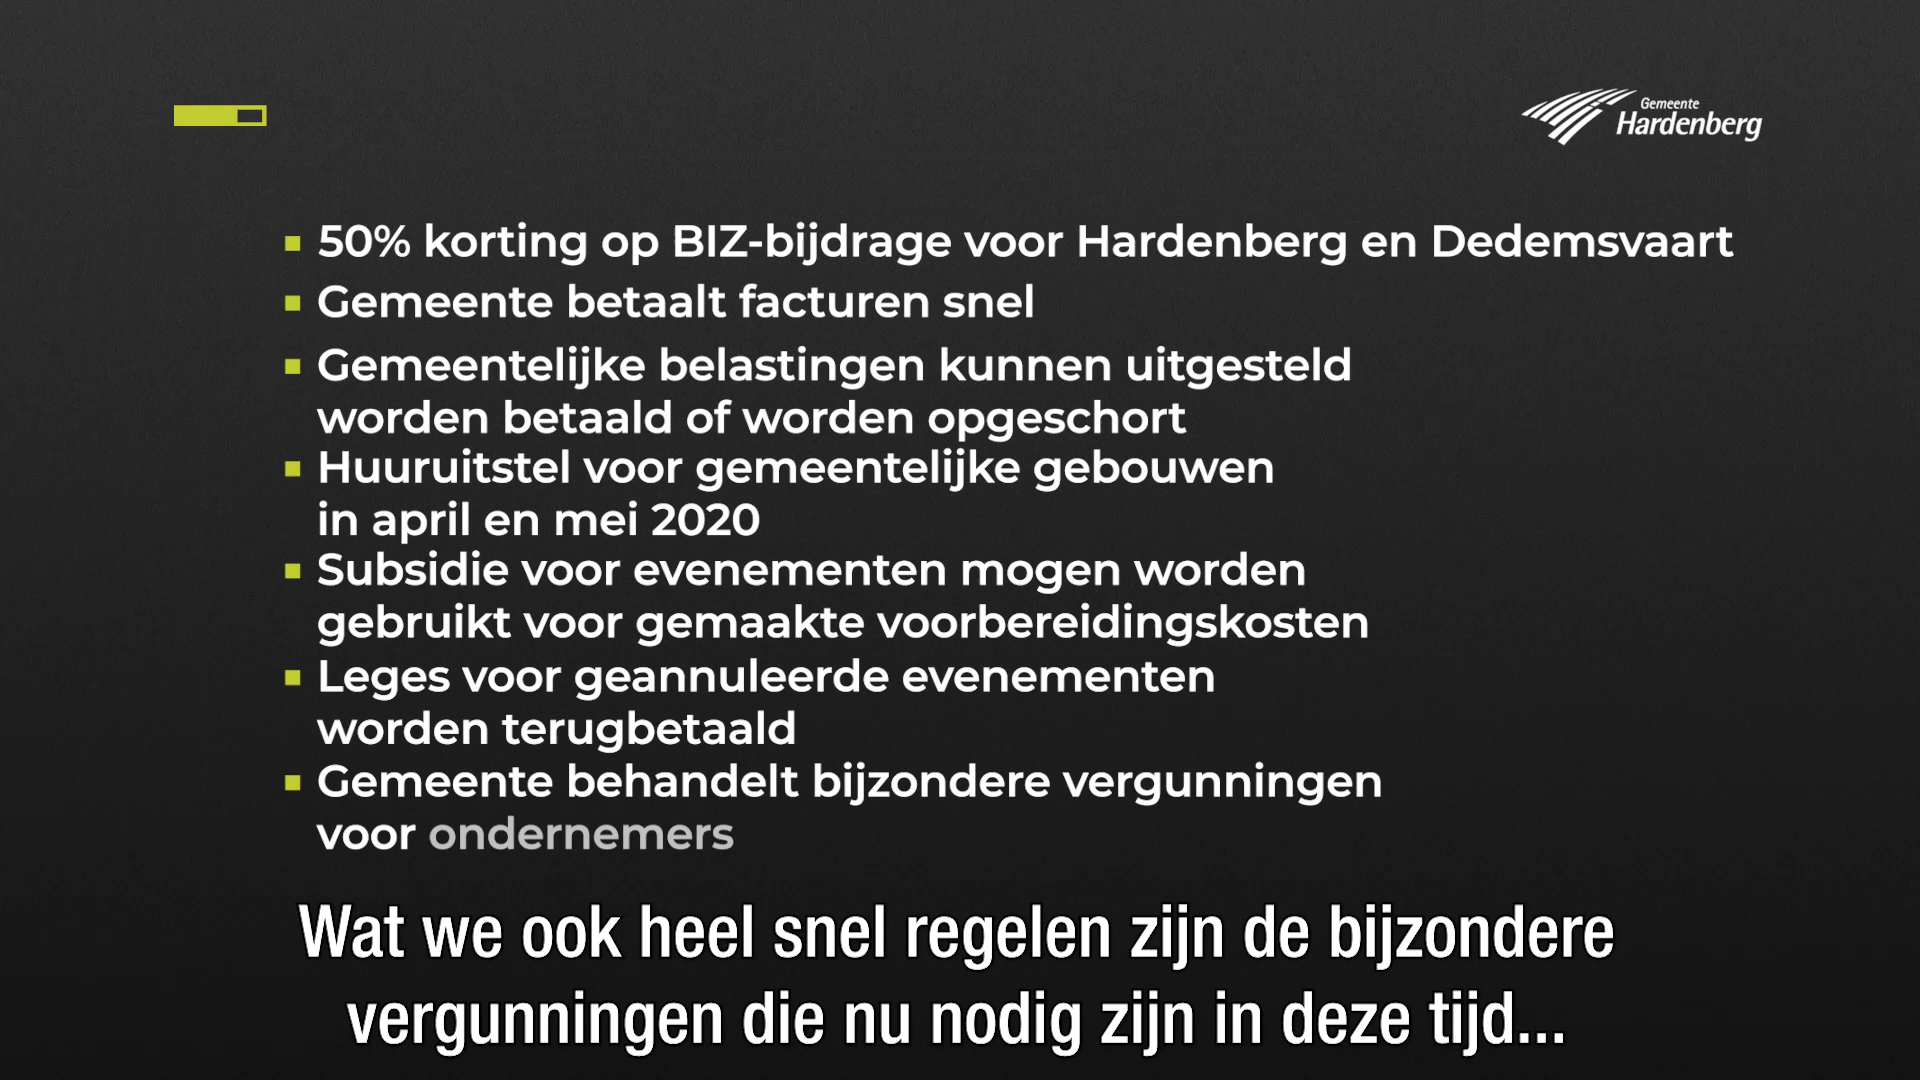 Gemeente
Hardenberg
50% korting op BIZ-bijdrage voor Hardenberg en Dedemsvaart
Gemeente betaalt facturen snel
Gemeentelijke belastingen kunnen uitgesteld
worden betaald of worden opgeschort
Huuruitstel voor gemeentelijke gebouwen
in april en mei 2020
Subsidie voor evenementen mogen worden
gebruikt voor gemaakte voorbereidingskosten
Leges voor geannuleerde evenementen
worden terugbetaald
Gemeente behandelt bijzondere vergunningen
voor ondernemers
Wat we ook heel snel regelen zijn de bijzondere
vergunningen die nu nodig zijn in deze tijd...